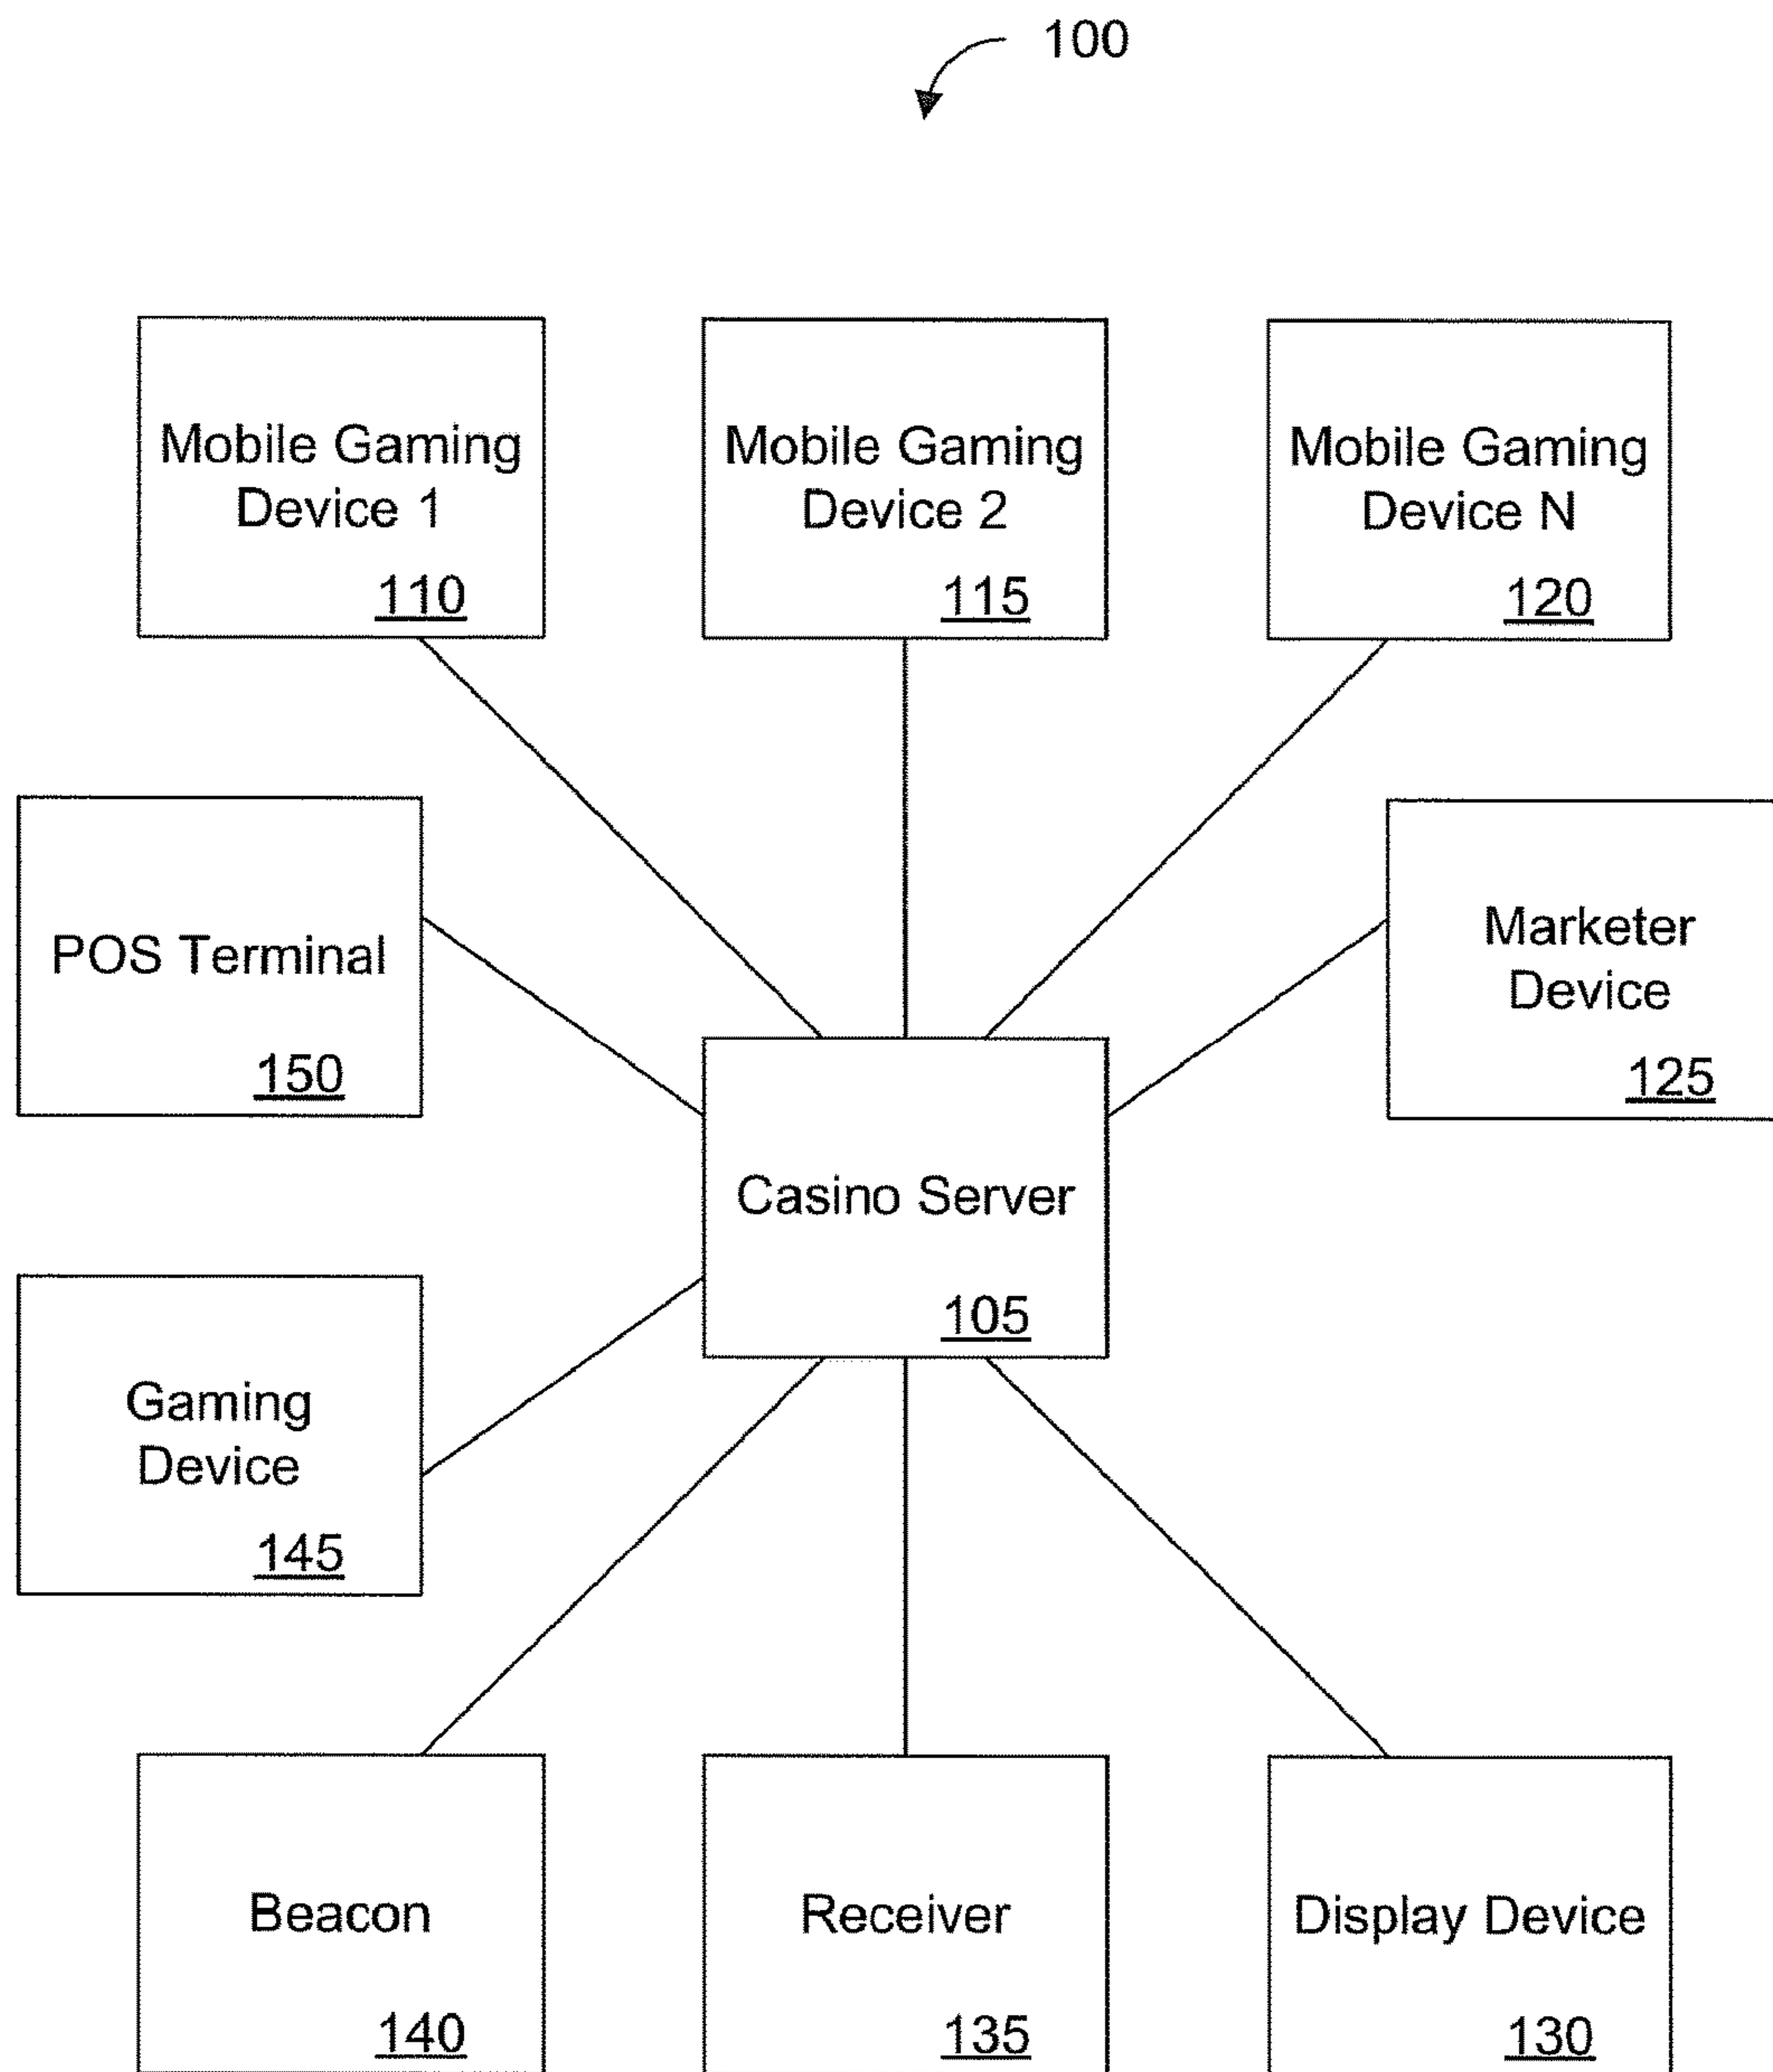 100
Mobile Gaming
Device 1
110
Mobile Gaming
Device 2
115
Mobile Gaming
Device N
120
POS Terminal
150
Marketer
Device
125
Casino Server
105
Gaming
Device
145
Beacon
140
Receiver
135
Display Device
130